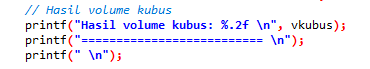 // Hasil volume kubus
printf("Hasil volume kubus: %.2f \n", vkubus);
printf("========================== \n");
printf(" \n");